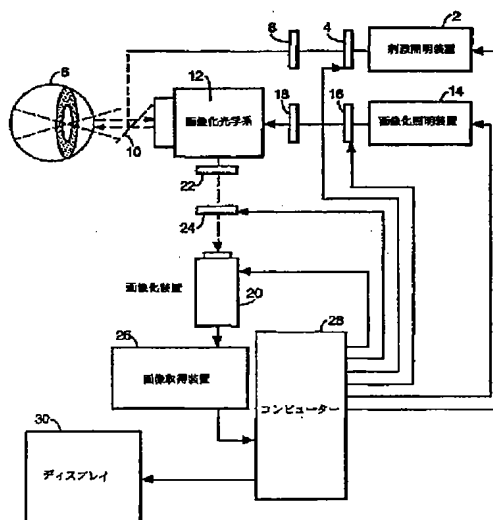 8
4
2
刺激照明装置
6
12
画像化光学系
18
16
14
画像化照明装置
10
22
24
画像化装置
20
26
画像取得装置
28
コンピューター
30
ディスプレイ